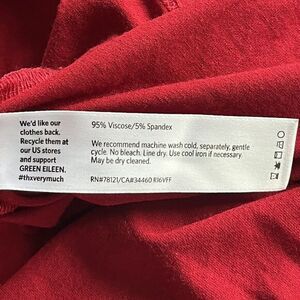 We'd like our
clothes back.
Recycle them at
our US stores
and support
GREEN EILEEN.
#thxverymuch
95% Viscose/5% Spandex
We recommend machine wash cold, separately, gentle
cycle. No bleach. Line dry. Use cool iron if necessary
May be dry cleaned.
RN#78121/CA#34460 R16VFF